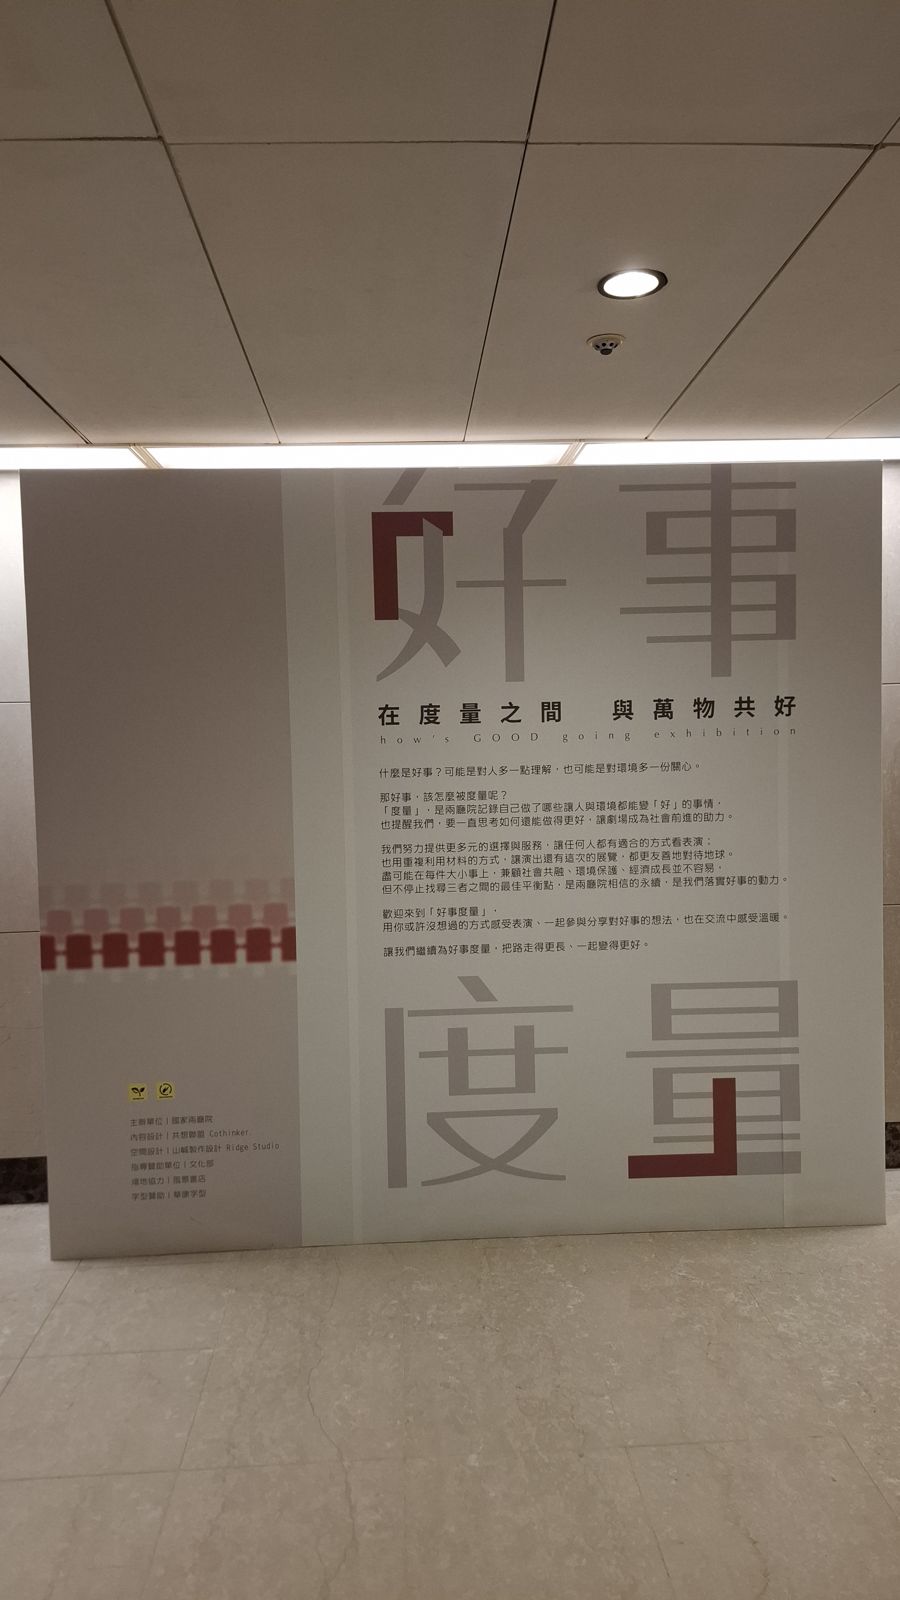 「好事
在度量之間 與萬物共好
how's GOOD going exhibition
什麼是好事？可能是對人多一點理解，也可能是對環境多一份關心。
那好事，該怎麼被度量呢？
「度量」，是兩廳院記錄自己做了哪些讓人與環境都能變「好」的事情，
也提醒我們，要一直思考如何還能做得更好，讓劇場成為社會前進的助力。
我們努力提供更多元的選擇與服務，讓任何人都有適合的方式看表演；
也用重複利用材料的方式，讓演出還有這次的展覽，都更友善地對待地球。
盡可能在每件大小事上，兼顧社會共融、環境保護、經濟成長並不容易，
但不停止找尋三者之間的最佳平衡點，是兩廳院相信的永續，是我們落實好事的動力。
歡迎來到「好事度量」，
用你或許沒想過的方式感受表演、一起參與分享對好事的想法，也在交流中感受溫暖。
讓我們繼續為好事度量，把路走得更長、一起變得更好。
度量」
主辦單位｜國家兩廳院
內容設計｜共想聯盟 Cothinker.
空間設計｜山峸製作設計 Ridge Studio
指導贊助單位｜文化部
場地協力｜風景書店
字型贊助｜華康字型